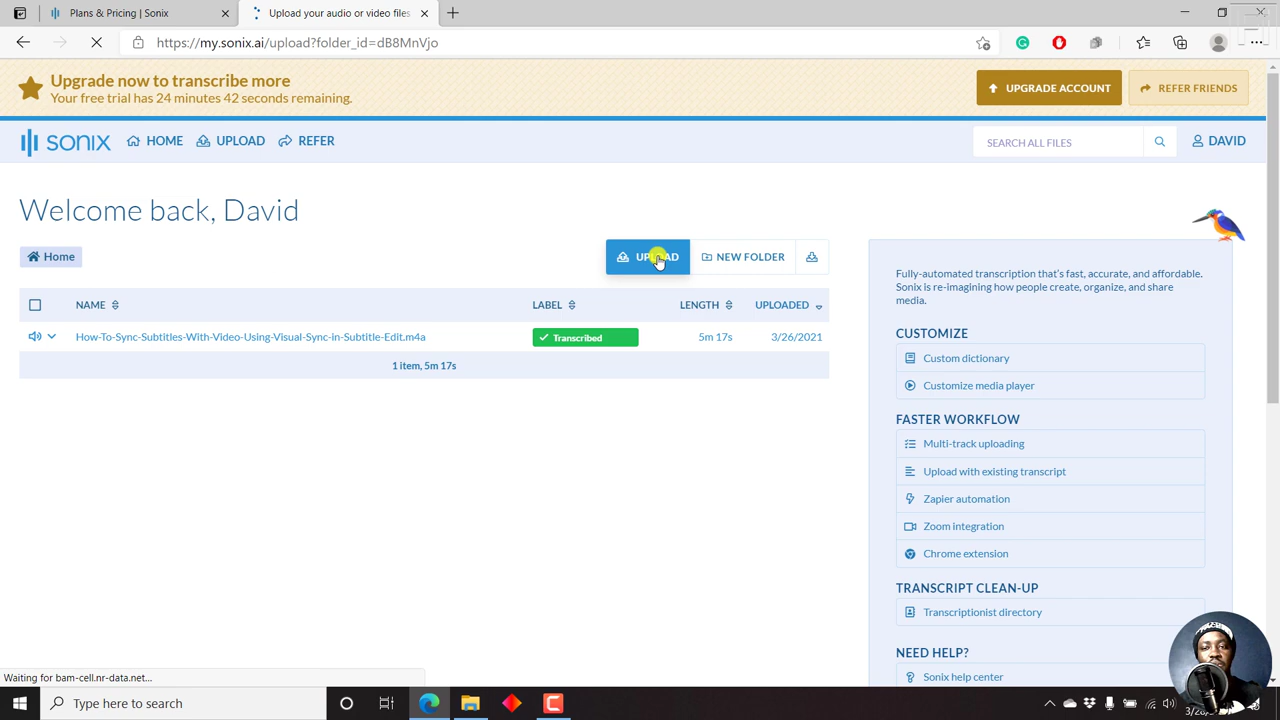 Plans & Pricing | Sonix
Upload your audio or video files
https://my.sonix.ai/upload?folder_id=dB8MnVjo
Upgrade now to transcribe more
Your free trial has 24 minutes 42 seconds remaining.
UPGRADE ACCOUNT
REFER FRIENDS
sonix
HOME
UPLOAD
REFER
SEARCH ALL FILES
DAVID
Welcome back, David
Home
UPLOAD
NEW FOLDER
NAME
LABEL
LENGTH
UPLOADED
How-To-Sync-Subtitles-With-Video-Using-Visual-Sync-in-Subtitle-Edit.m4a
Transcribed
5m 17s
3/26/2021
1 item, 5m 17s
Fully-automated transcription that's fast, accurate, and affordable.
Sonix is re-imagining how people create, organize, and share
media.
CUSTOMIZE
Custom dictionary
Customize media player
FASTER WORKFLOW
Multi-track uploading
Upload with existing transcript
Zapier automation
Zoom integration
Chrome extension
TRANSCRIPT CLEAN-UP
Transcriptionist directory
NEED HELP?
Sonix help center
Waiting for bam-cell.nr-data.net...
Type here to search